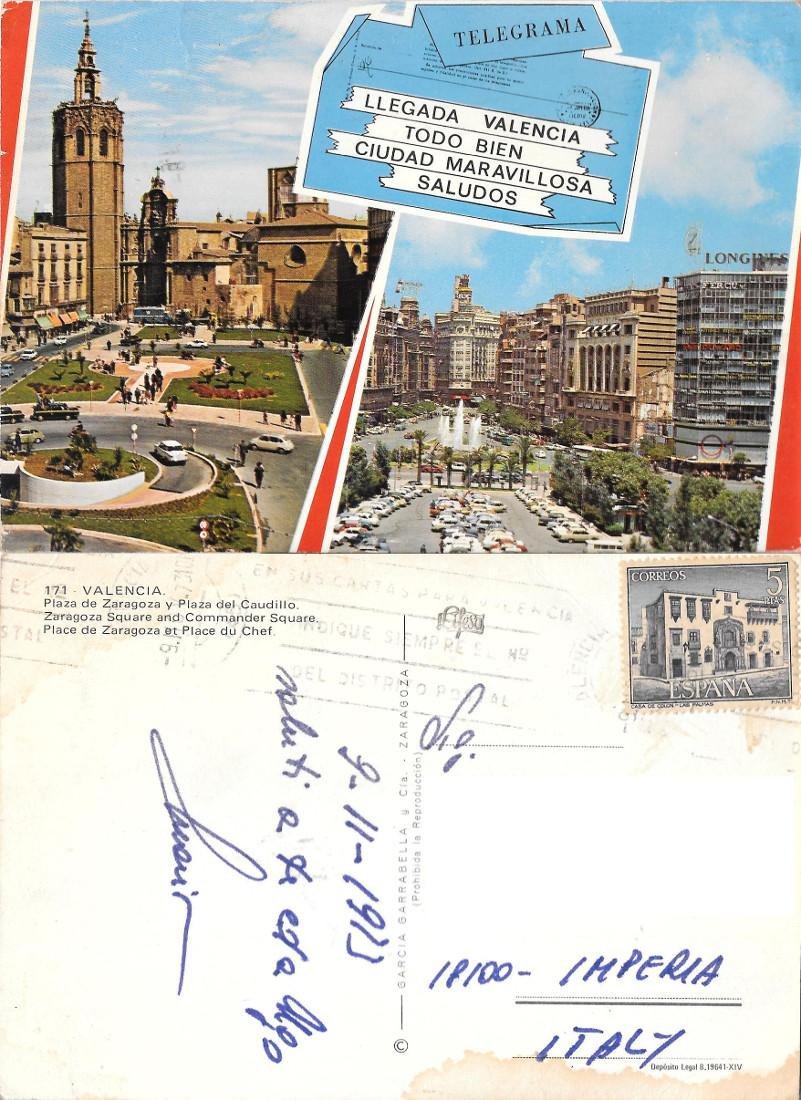 TELEGRAMA
LLEGADA VALENCIA
TODO BIEN
CIUDAD MARAVILLOSA
SALUDOS
LONGINES
171 - VALENCIA.
Plaza de Zaragoza y Plaza del Caudillo.
Zaragoza Square and Commander Square.
Place de Zaragoza et Place du Chef.
EN SUS CARTAS PARA VALENCIA
INDIQUE SIEMPRE EL Nº
DEL DISTRITO POSTAL
CORREOS 5 PTAS
ESPAÑA
CASA DE COLON - LAS PALMAS F.N.M.T.
GARCIA GARRABELLA y Cía. - ZARAGOZA
(Prohibida la Reproducción)
©
9-11-1973
saluti a te e
18100 - IMPERIA
ITALY
Depósito Legal B.19641-XIV